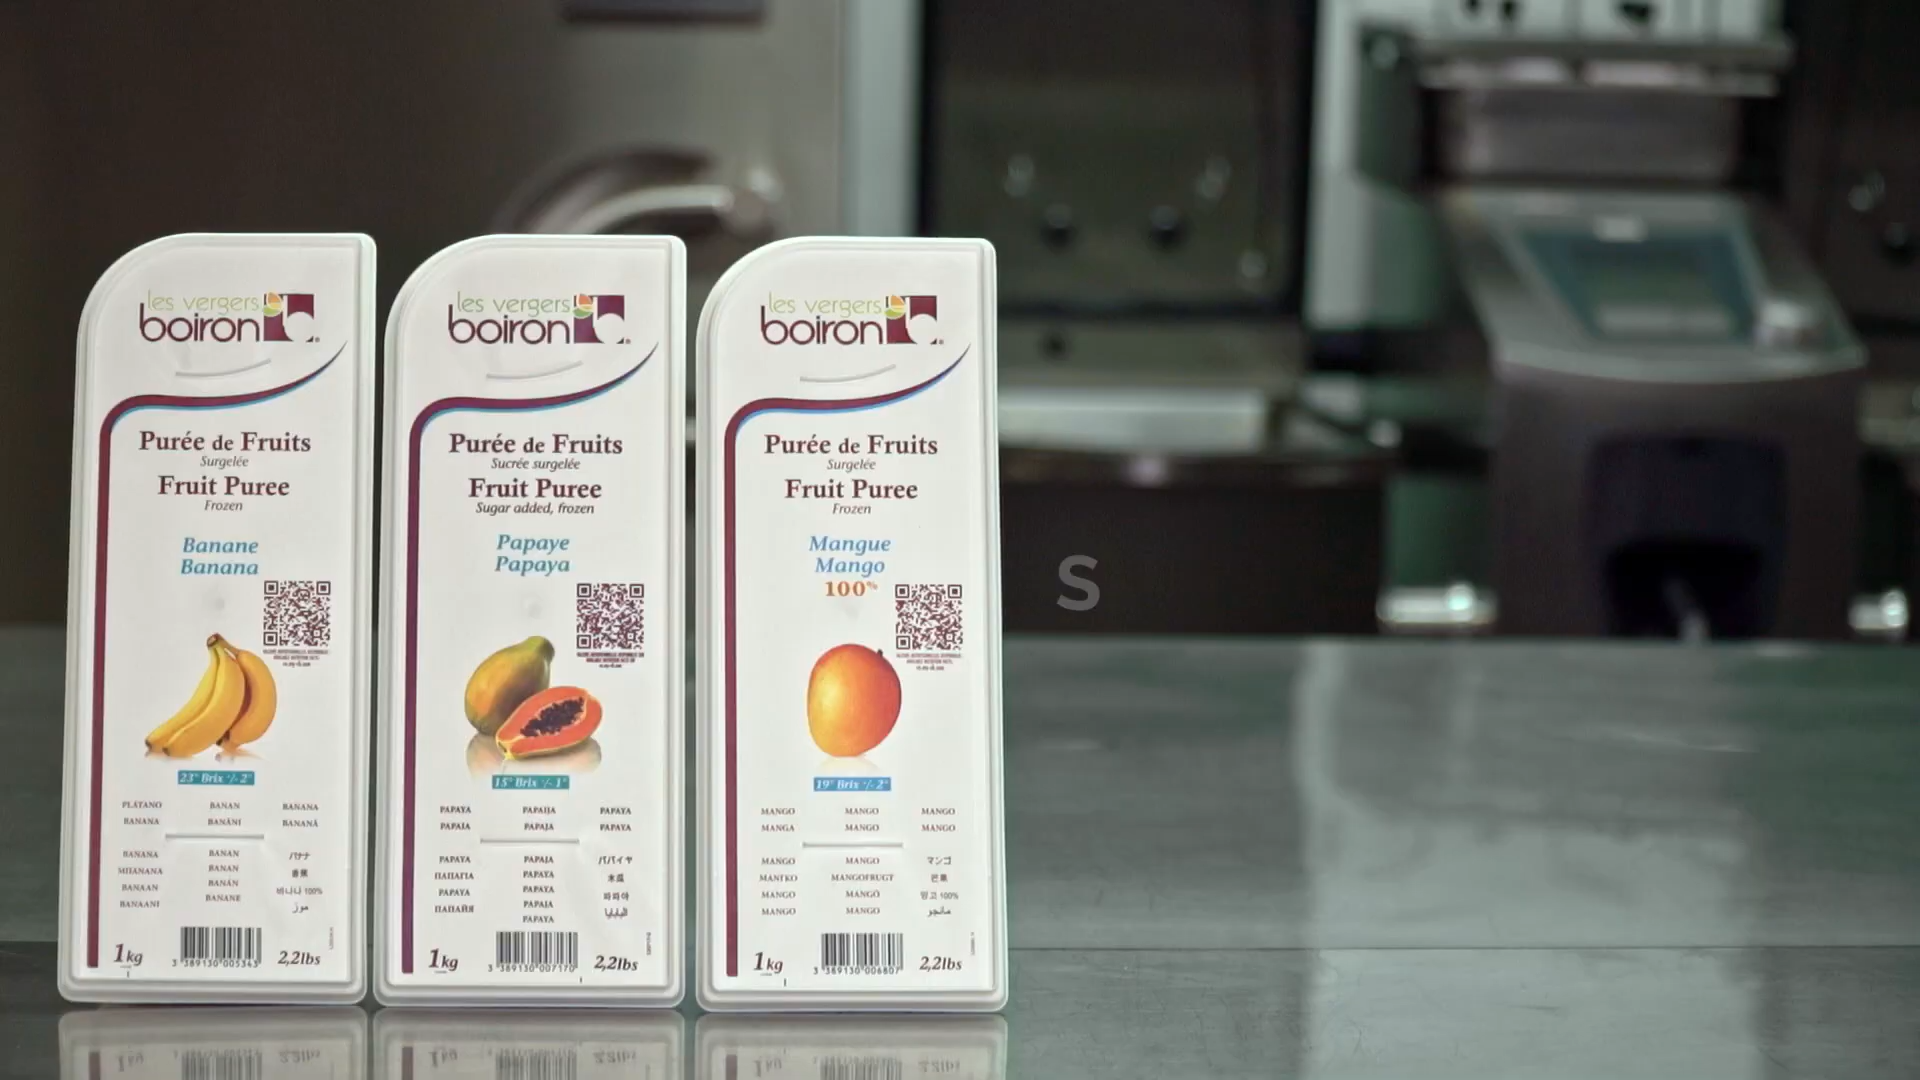 les vergers
boiron
Purée de Fruits
Surgelée
Fruit Puree
Frozen
Banane
Banana
23° Brix +/- 2°
PLÁTANO BANAN BANANA
BANANA BANÁNI BANANĂ
BANANA BANAN バナナ
ΜΠΑΝΑΝΑ BANAN 香蕉
BANAAN BANÁN 바나나 100%
BANAANI BANANE موز
1kg 2,2lbs
3 389130 005343
les vergers
boiron
Purée de Fruits
Sucrée surgelée
Fruit Puree
Sugar added, frozen
Papaye
Papaya
15° Brix +/- 1°
PAPAYA PAPAIJA PAPAYA
PAPAIA PAPAJA PAPAYA
PAPAYA PAPAJA パパイヤ
ΠΑΠΑΓΙΑ PAPAYA 木瓜
PAPAYA PAPAYA 파파야
ПАПАЙЯ PAPAJA البابايا
PAPAYA
1kg 2,2lbs
3 389130 007170
les vergers
boiron
Purée de Fruits
Surgelée
Fruit Puree
Frozen
Mangue
Mango
100%
19° Brix +/- 2°
MANGO MANGO MANGO
MANGA MANGO MANGO
MANGO MANGO マンゴ
ΜΑΝΓΚΟ MANGOFRUGT 芒果
MANGO MANGÓ 망고 100%
MANGO MANGO مانجو
1kg 2,2lbs
3 389130 006807
S